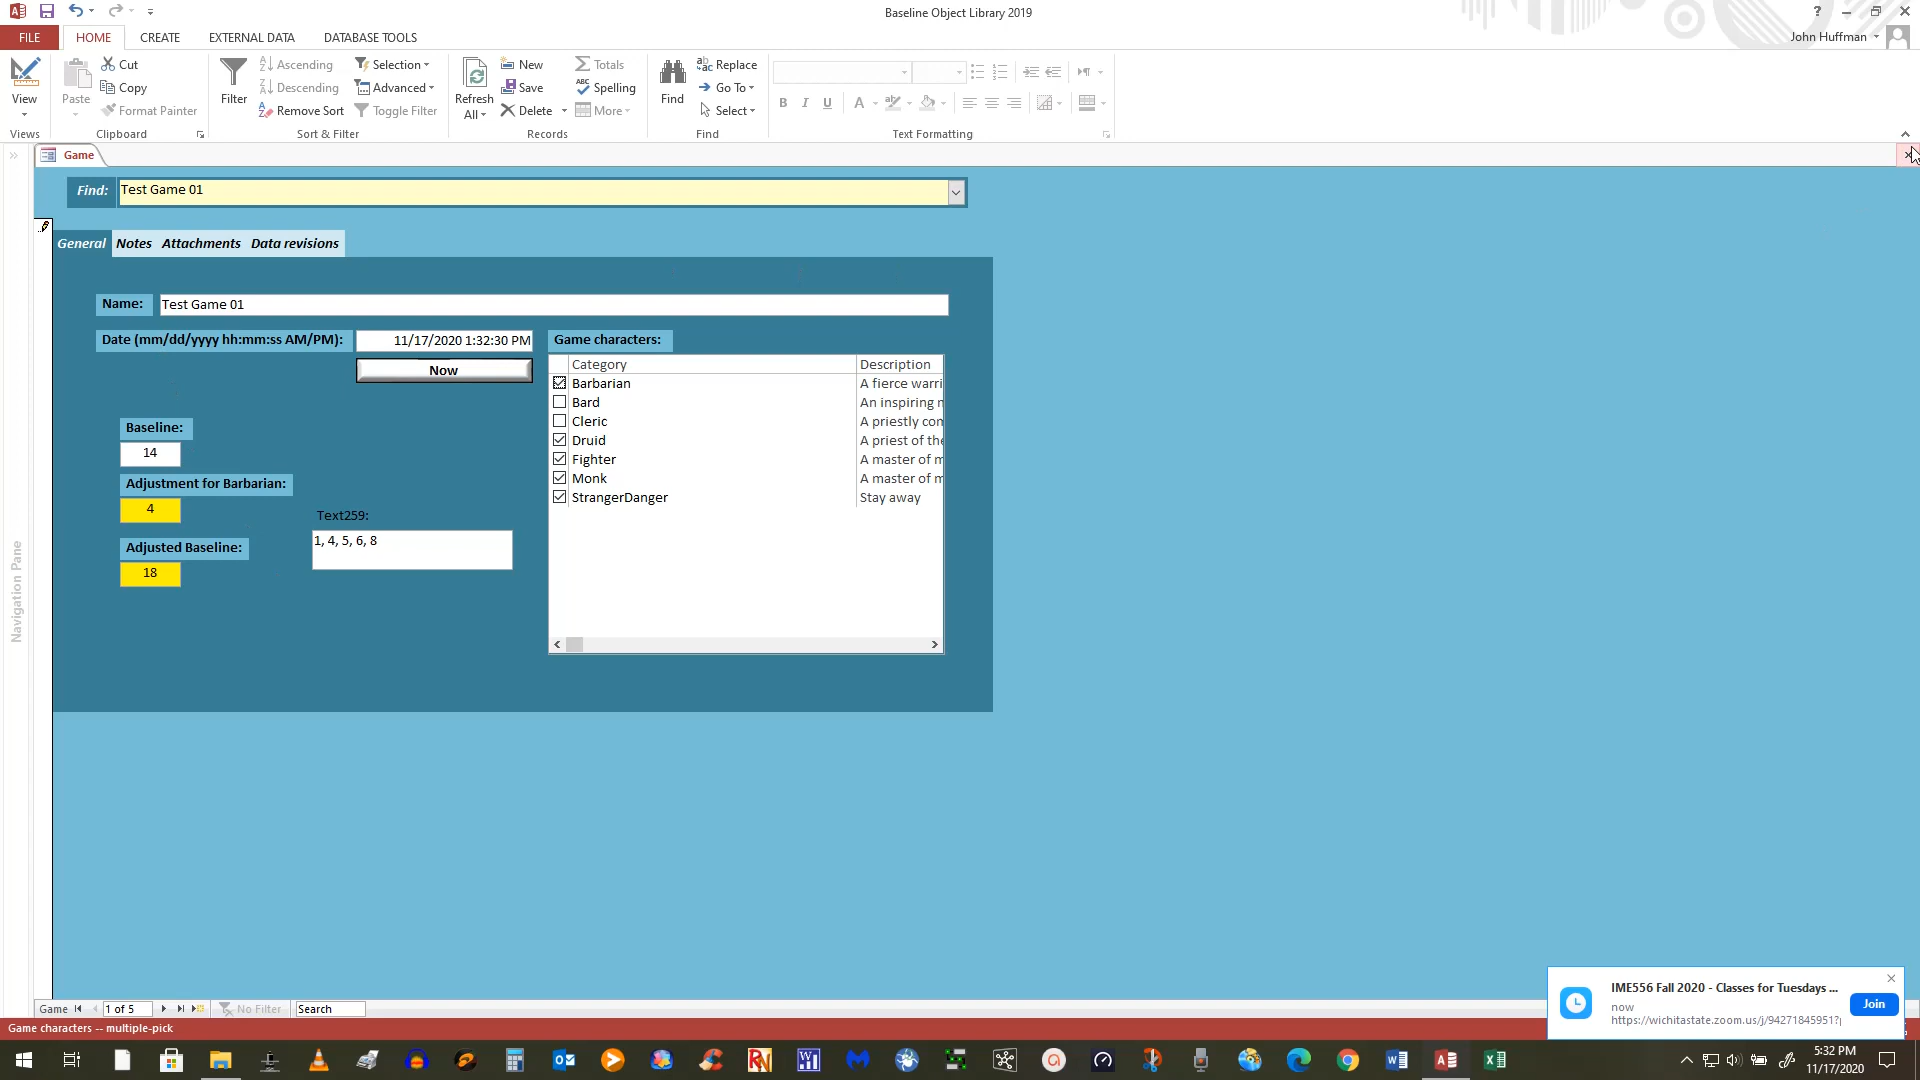 Baseline Object Library 2019
?
FILE
HOME
CREATE
EXTERNAL DATA
DATABASE TOOLS
John Huffman
View
Paste
Cut
Copy
Format Painter
Filter
Ascending
Descending
Remove Sort
Selection
Advanced
Toggle Filter
Refresh
All
New
Save
Delete
Totals
Spelling
More
Find
Replace
Go To
Select
Views
Clipboard
Sort & Filter
Records
Find
Text Formatting
Game
Find:
Test Game 01
General
Notes
Attachments
Data revisions
Name:
Test Game 01
Date (mm/dd/yyyy hh:mm:ss AM/PM):
11/17/2020 1:32:30 PM
Now
Game characters:
Category
Description
Barbarian
A fierce warri
Bard
An inspiring
Cleric
A priestly
Druid
A priest of the
Fighter
A master of
Monk
A master of
StrangerDanger
Stay away
Baseline:
14
Adjustment for Barbarian:
4
Adjusted Baseline:
18
Text259:
1, 4, 5, 6, 8
Navigation Pane
Game
1 of 5
No Filter
Search
Game characters -- multiple-pick
IME556 Fall 2020 - Classes for Tuesdays ...
now
https://wichitastate.zoom.us/j/94271845951?
Join
5:32 PM
11/17/2020